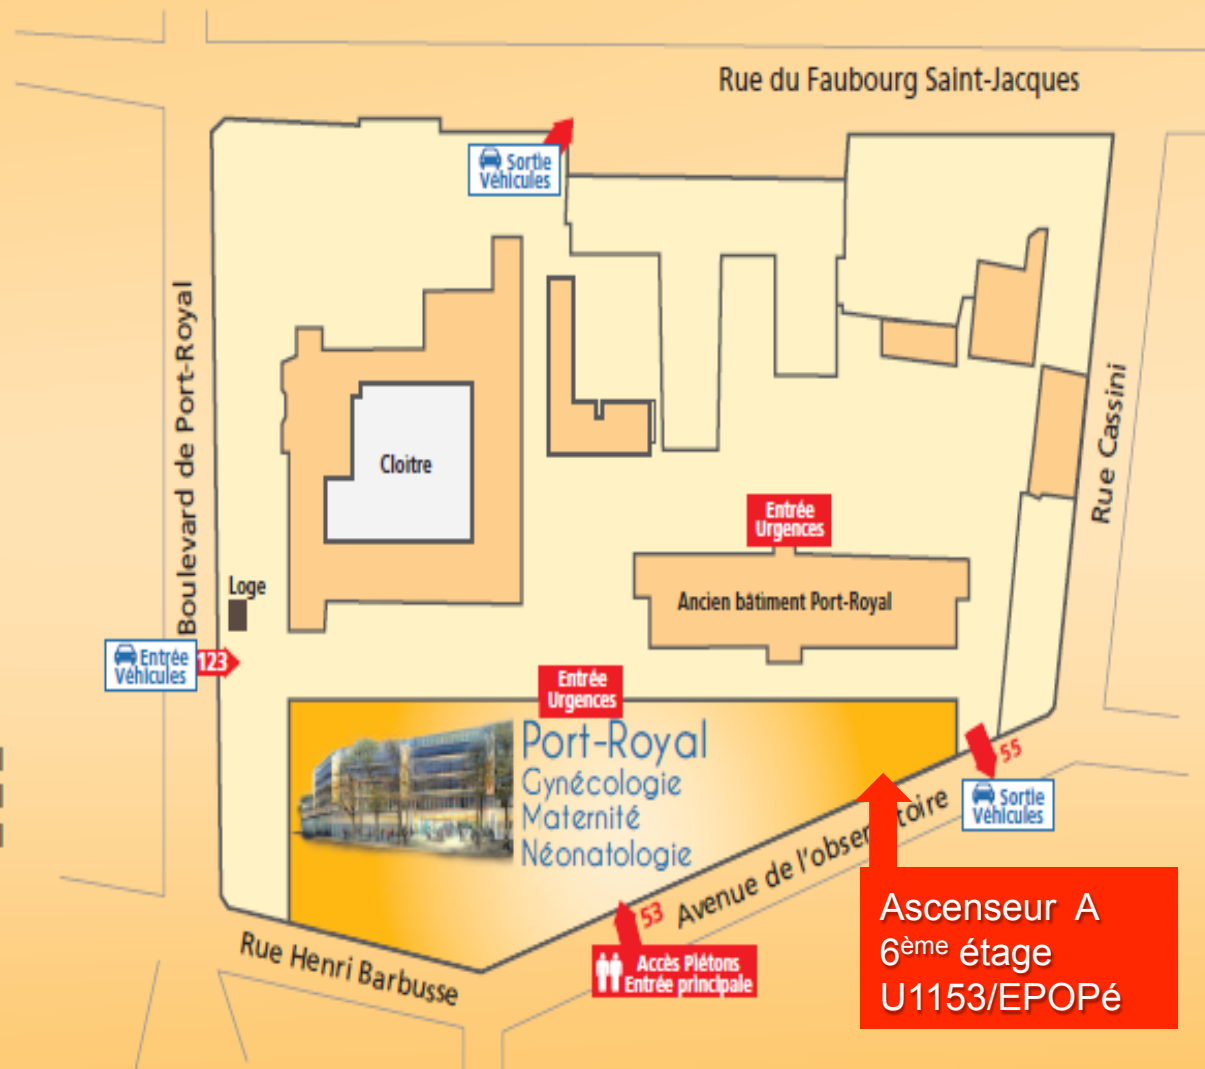 Rue du Faubourg Saint-Jacques
Sortie
Véhicules
Boulevard de Port-Royal
Rue Cassini
Cloitre
Entrée
Urgences
Loge
Ancien bâtiment Port-Royal
Entrée
Véhicules
123
Entrée
Urgences
Port-Royal
Gynécologie
Maternité
Néonatologie
55
Sortie
Véhicules
Avenue de l'observatoire
53
Accès Piétons
Entrée principale
Rue Henri Barbusse
Ascenseur A
6ème étage
U1153/EPOPé